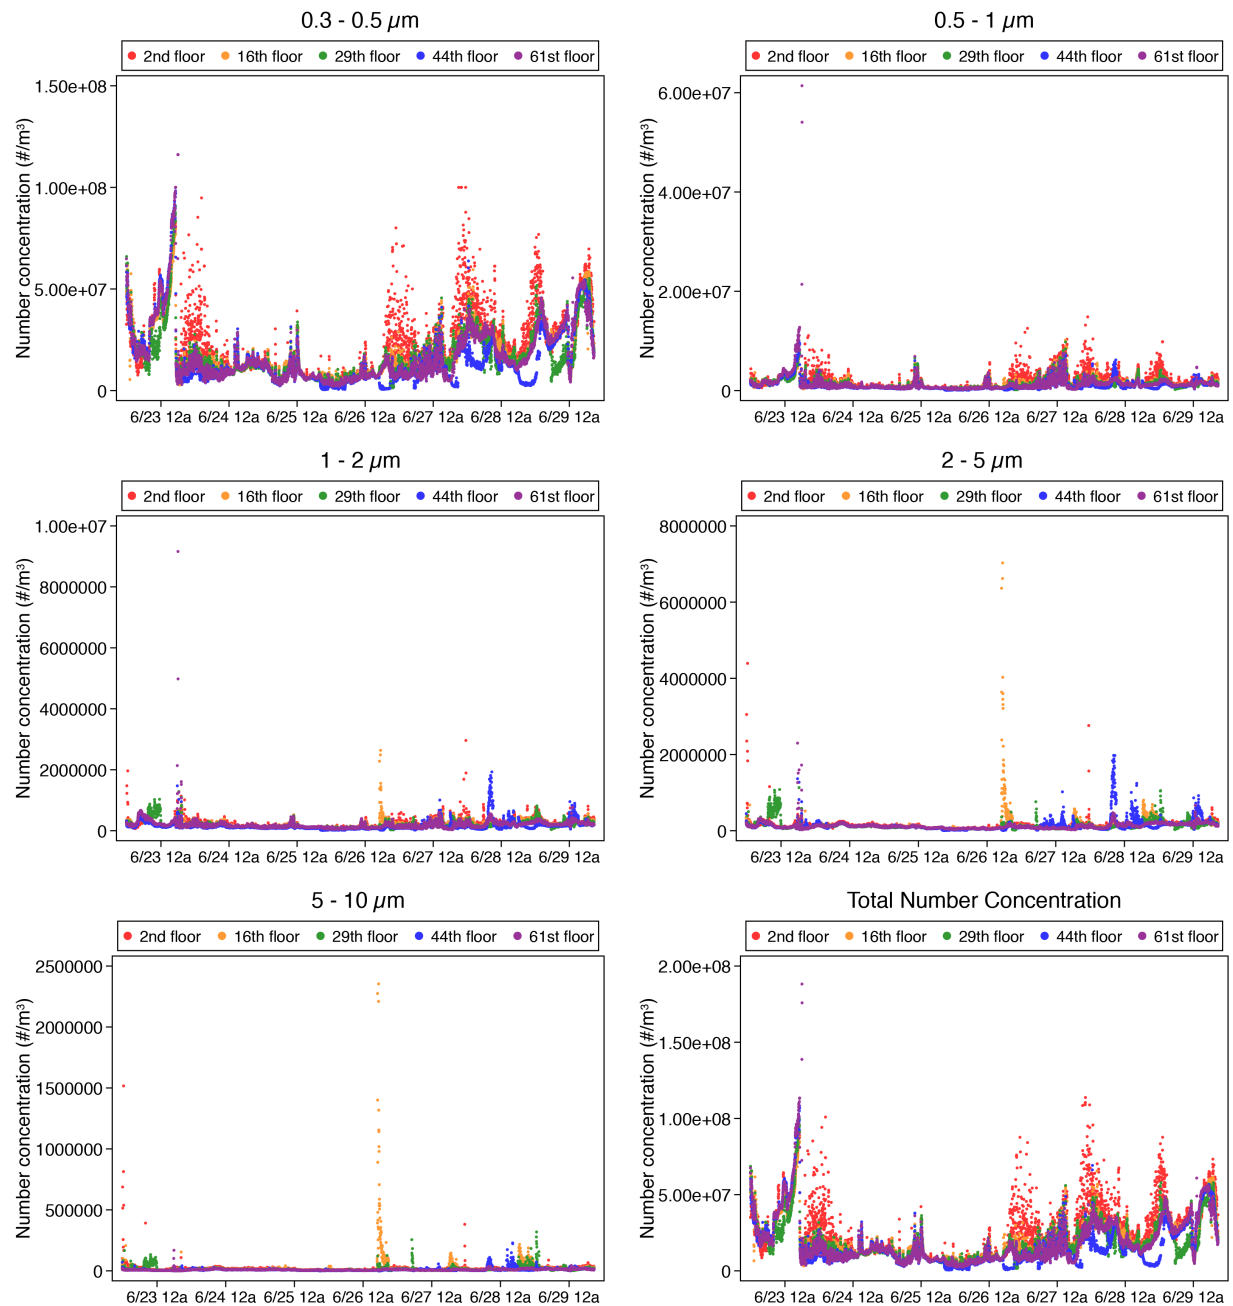 0.3 - 0.5 µm
2nd floor 16th floor 29th floor 44th floor 61st floor
Number concentration (#/m³)
1.50e+08
1.00e+08
5.00e+07
0
6/23 12a 6/24 12a 6/25 12a 6/26 12a 6/27 12a 6/28 12a 6/29 12a
0.5 - 1 µm
2nd floor 16th floor 29th floor 44th floor 61st floor
Number concentration (#/m³)
6.00e+07
4.00e+07
2.00e+07
0
6/23 12a 6/24 12a 6/25 12a 6/26 12a 6/27 12a 6/28 12a 6/29 12a
1 - 2 µm
2nd floor 16th floor 29th floor 44th floor 61st floor
Number concentration (#/m³)
1.00e+07
8000000
6000000
4000000
2000000
0
6/23 12a 6/24 12a 6/25 12a 6/26 12a 6/27 12a 6/28 12a 6/29 12a
2 - 5 µm
2nd floor 16th floor 29th floor 44th floor 61st floor
Number concentration (#/m³)
8000000
6000000
4000000
2000000
0
6/23 12a 6/24 12a 6/25 12a 6/26 12a 6/27 12a 6/28 12a 6/29 12a
5 - 10 µm
2nd floor 16th floor 29th floor 44th floor 61st floor
Number concentration (#/m³)
2500000
2000000
1500000
1000000
500000
0
6/23 12a 6/24 12a 6/25 12a 6/26 12a 6/27 12a 6/28 12a 6/29 12a
Total Number Concentration
2nd floor 16th floor 29th floor 44th floor 61st floor
Number concentration (#/m³)
2.00e+08
1.50e+08
1.00e+08
5.00e+07
0
6/23 12a 6/24 12a 6/25 12a 6/26 12a 6/27 12a 6/28 12a 6/29 12a